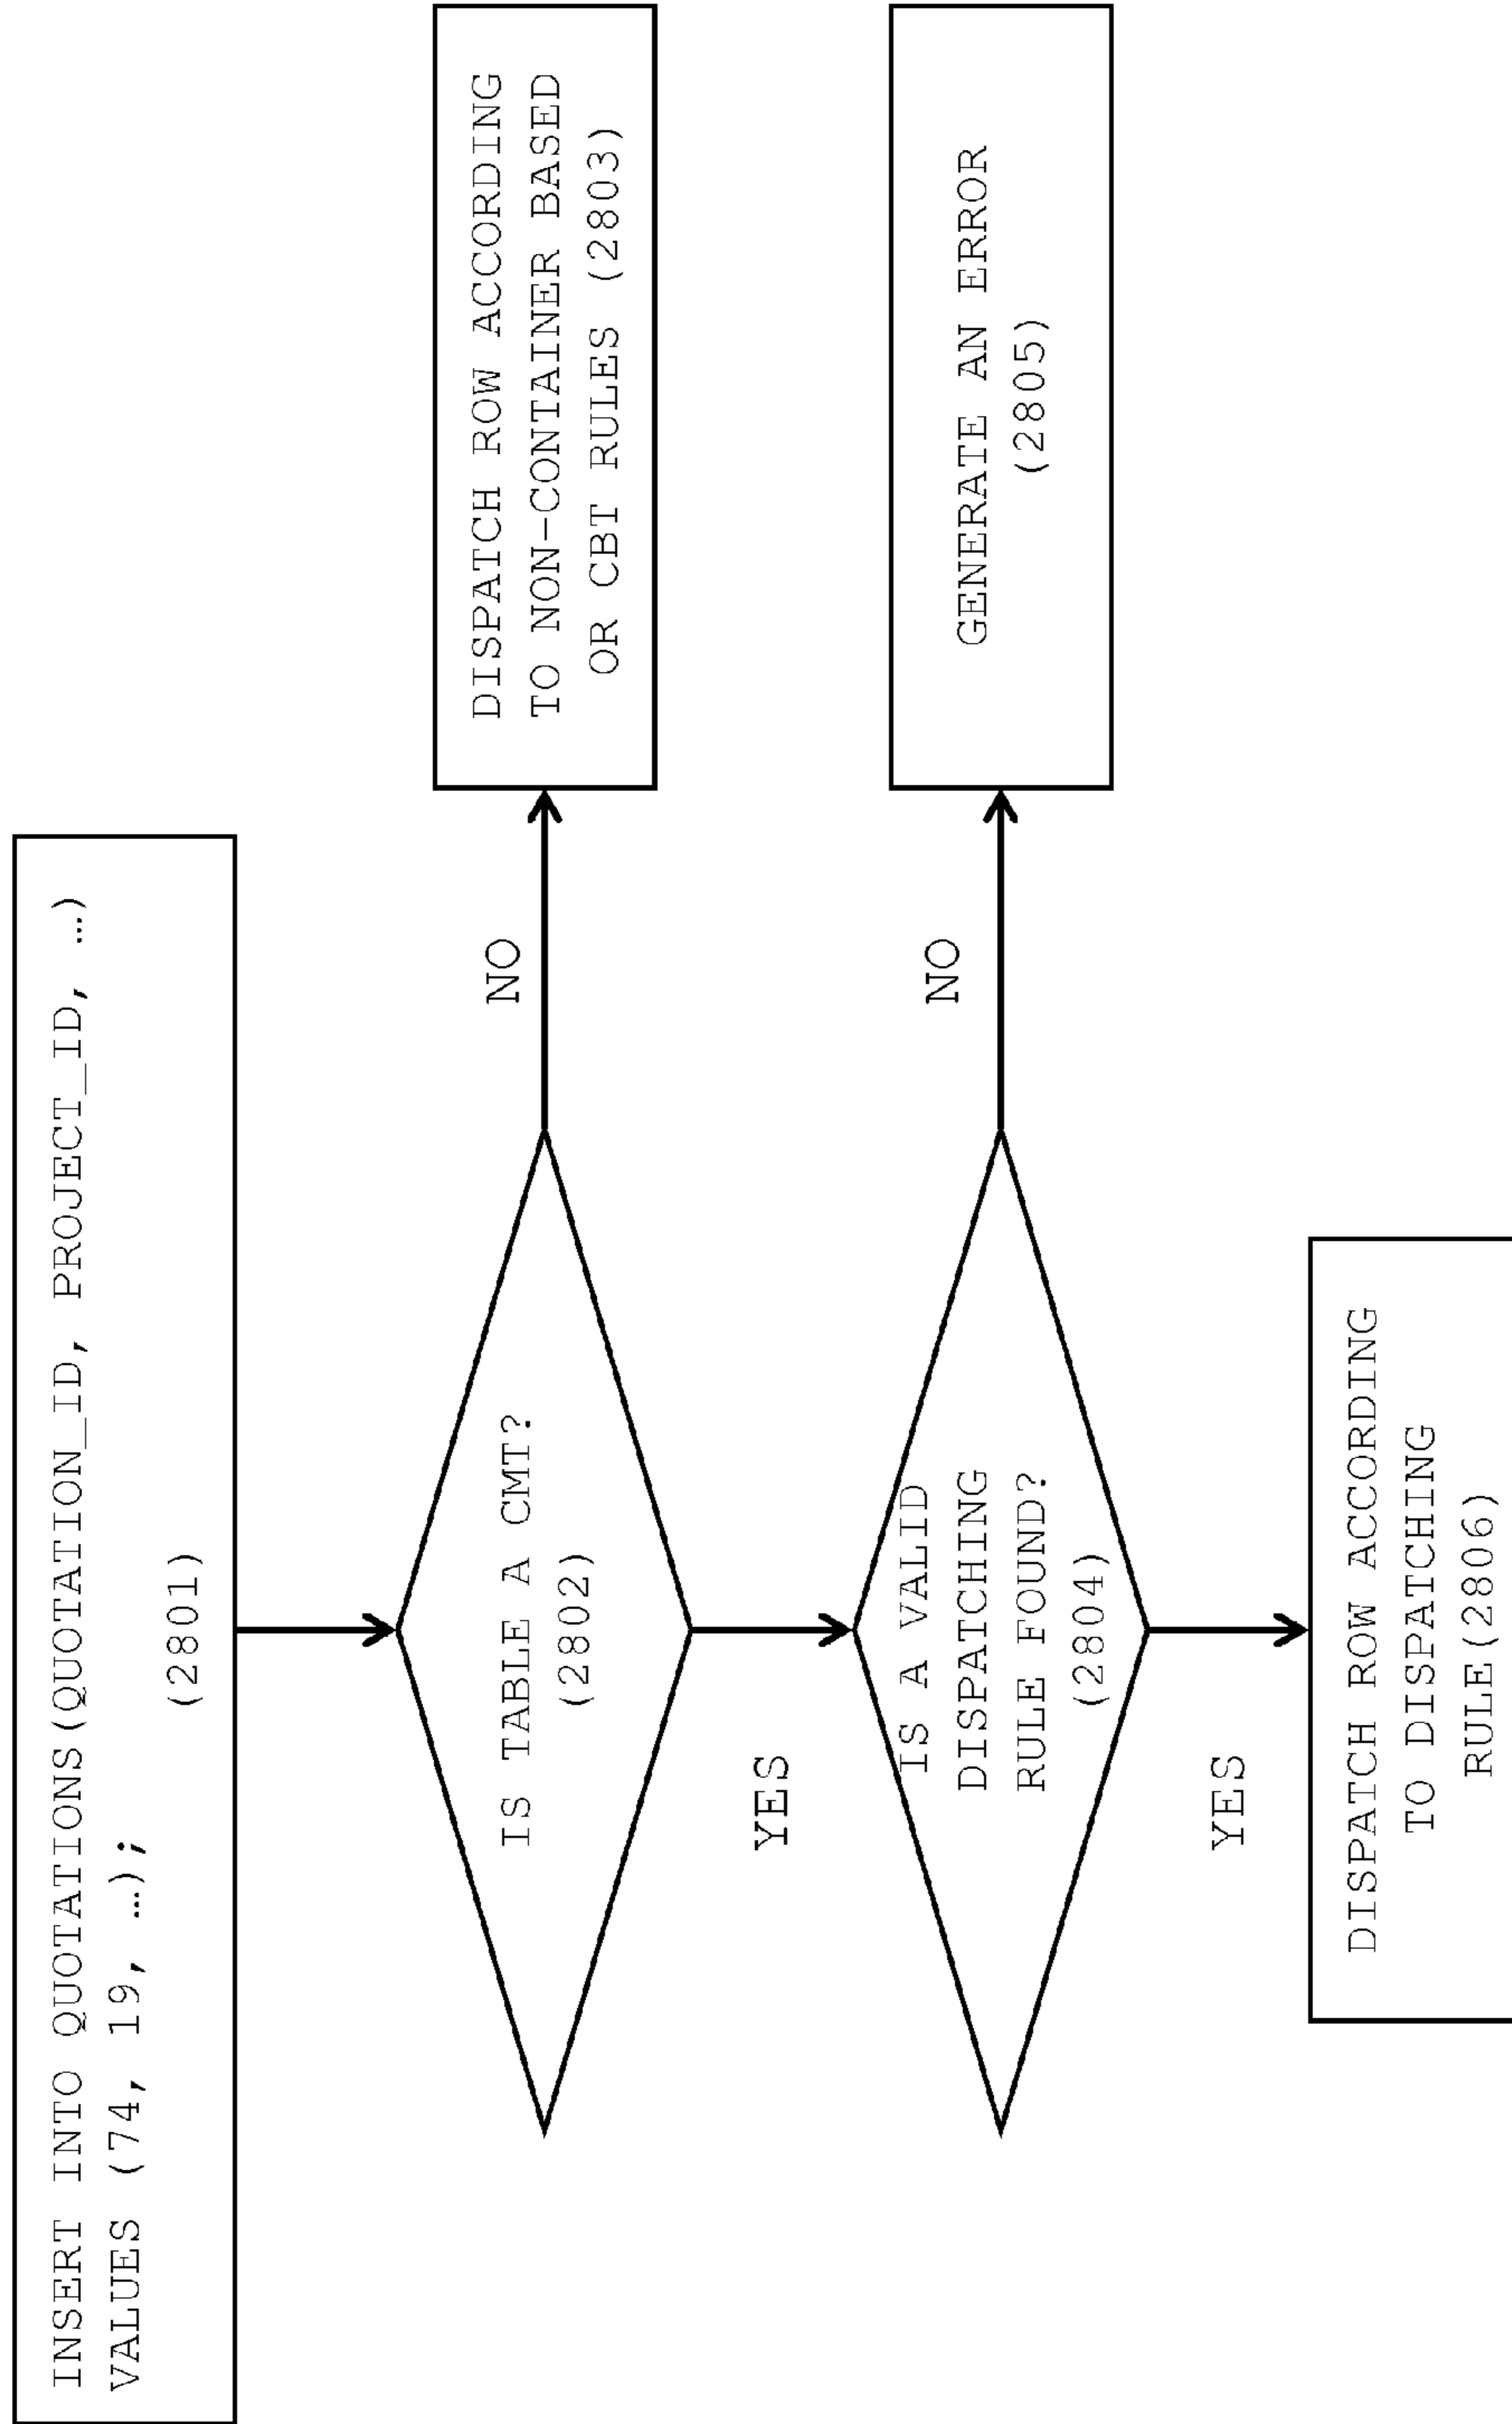 INSERT INTO QUOTATIONS(QUOTATION_ID, PROJECT_ID, …)
VALUES (74, 19, …);
(2801)
IS TABLE A CMT?
(2802)
NO
DISPATCH ROW ACCORDING
TO NON-CONTAINER BASED
OR CBT RULES (2803)
YES
IS A VALID
DISPATCHING
RULE FOUND?
(2804)
NO
GENERATE AN ERROR
(2805)
YES
DISPATCH ROW ACCORDING
TO DISPATCHING
RULE(2806)